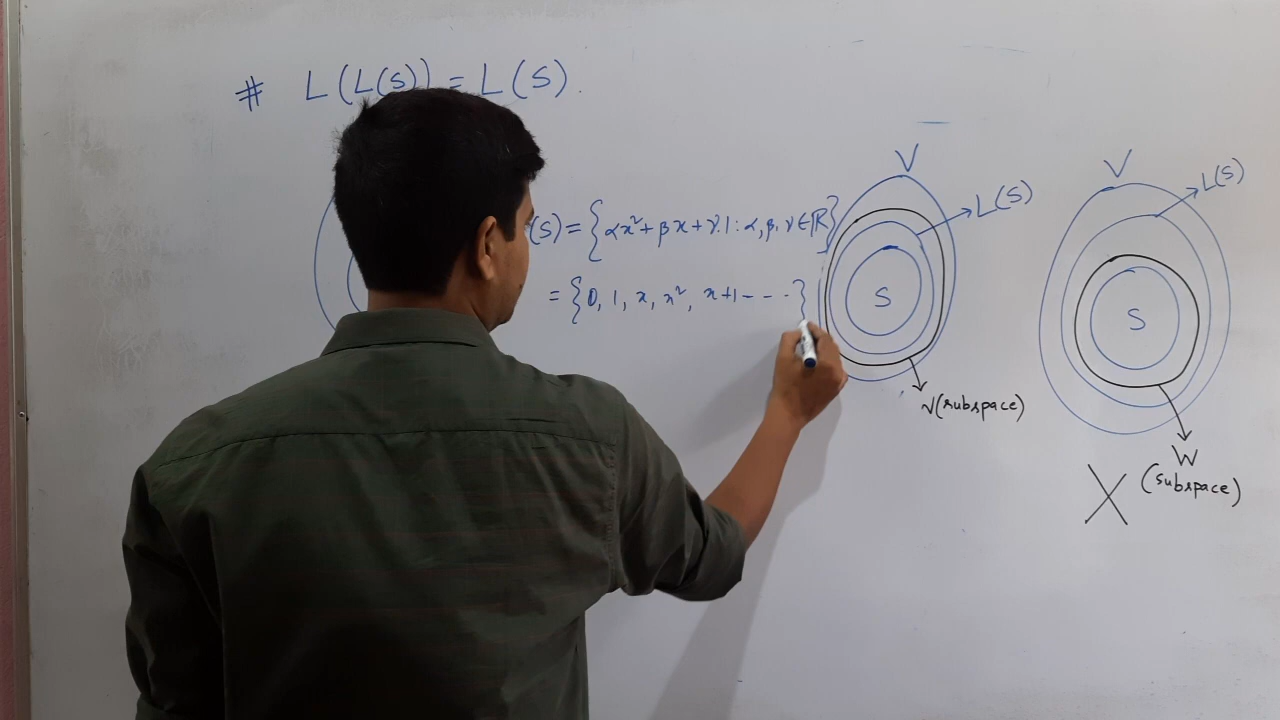 # L(L(S)) = L(S).
(S) = {αx²+βx+γ.1 : α, β, γ ∈ ℝ}
= {0, 1, x, x², x+1 - - - }
V
L(S)
S
W(subspace)
V
L(S)
S
W
(subspace)
X